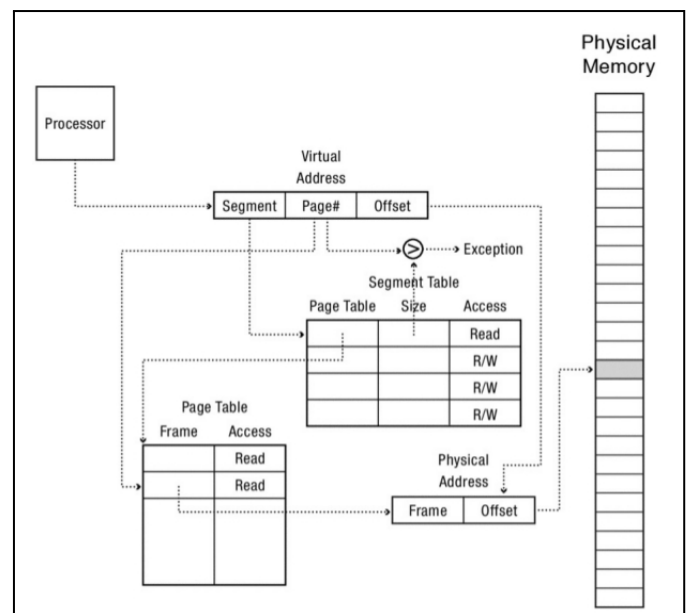 Physical
Memory
Processor
Virtual
Address
Segment Page# Offset
> Exception
Segment Table
Page Table Size Access
Read
R/W
R/W
R/W
Page Table
Frame Access
Read
Read
Physical
Address
Frame Offset